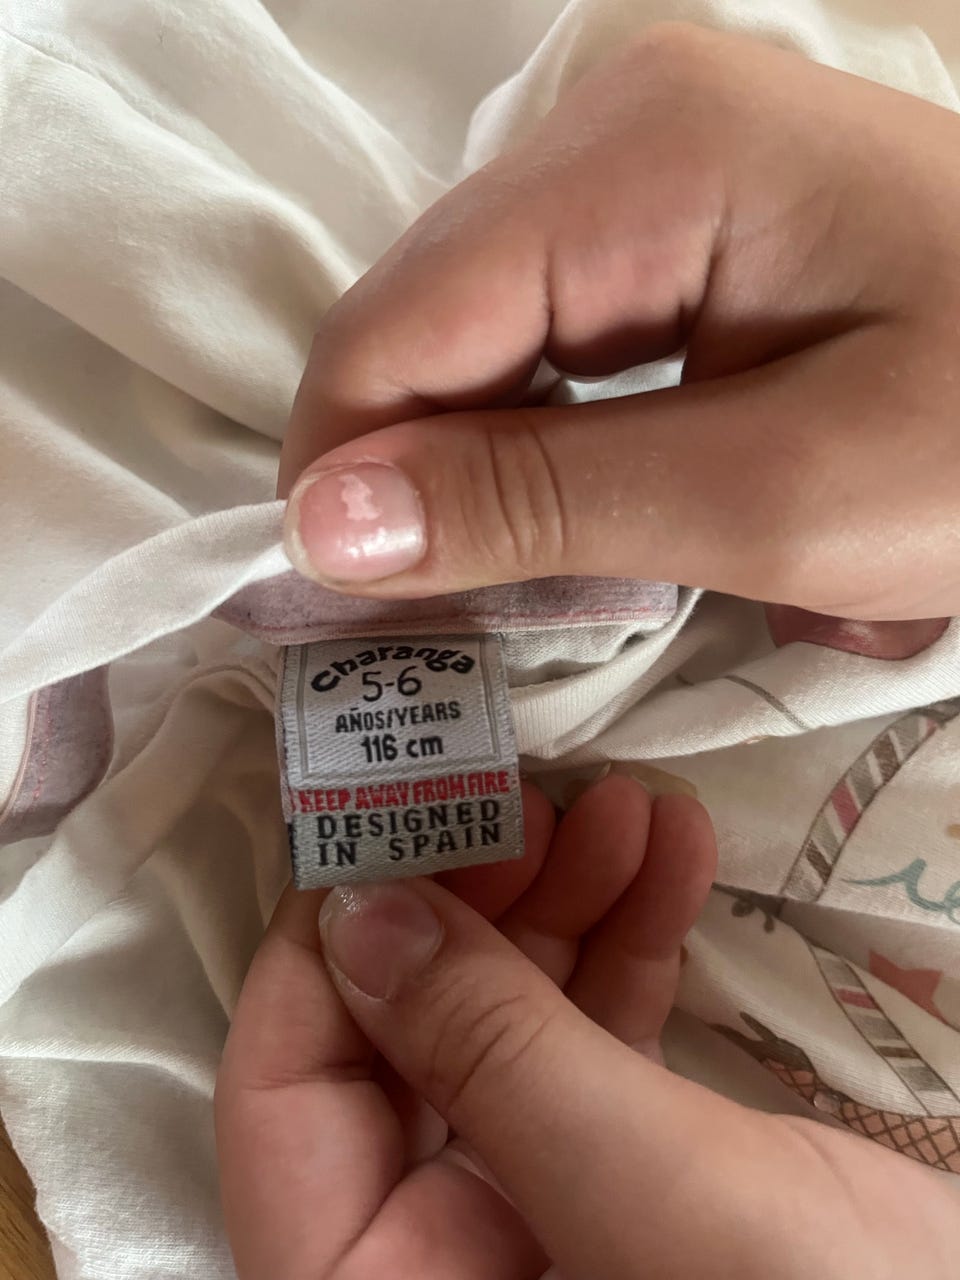 Charanga
5-6
AÑOS/YEARS
116 cm
KEEP AWAY FROM FIRE
DESIGNED
IN SPAIN